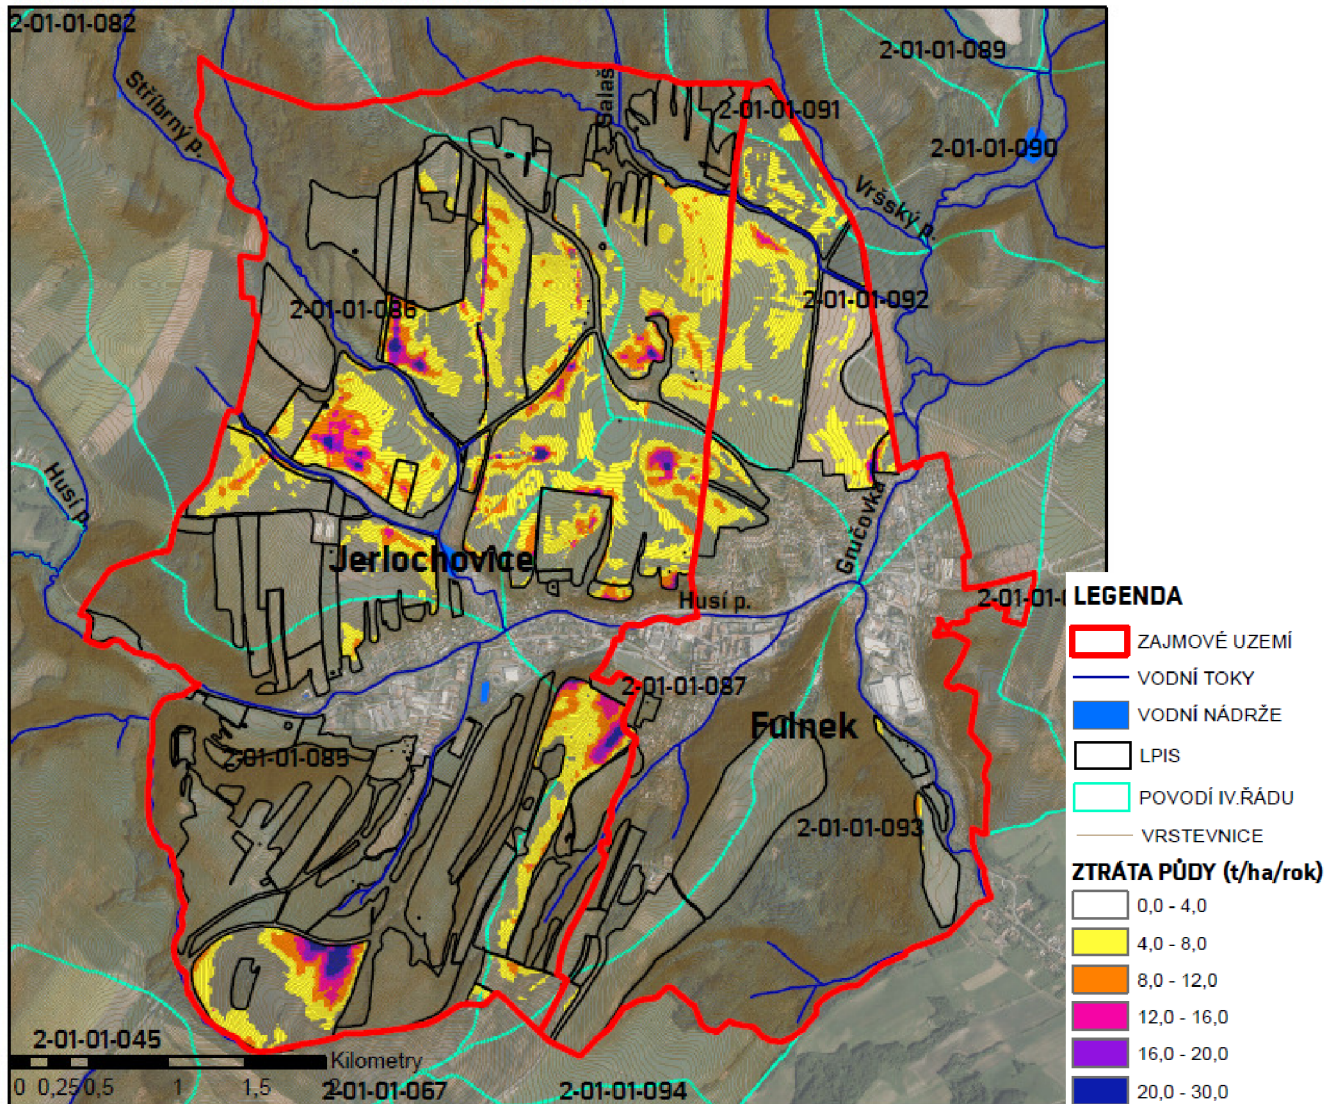 2-01-01-082
2-01-01-089
Stříbrný p.
Salaš
2-01-01-091
2-01-01-090
Vršský p.
2-01-01-086
2-01-01-092
Husí p.
Gručovka
Jerlochovice
Husí p.
2-01-01-0
2-01-01-087
Fulnek
2-01-01-085
2-01-01-093
2-01-01-045
Kilometry
0 0,25 0,5 1 1,5 2
2-01-01-067
2-01-01-094
LEGENDA
ZAJMOVÉ UZEMÍ
VODNÍ TOKY
VODNÍ NÁDRŽE
LPIS
POVODÍ IV.ŘÁDU
VRSTEVNICE
ZTRÁTA PŮDY (t/ha/rok)
0,0 - 4,0
4,0 - 8,0
8,0 - 12,0
12,0 - 16,0
16,0 - 20,0
20,0 - 30,0